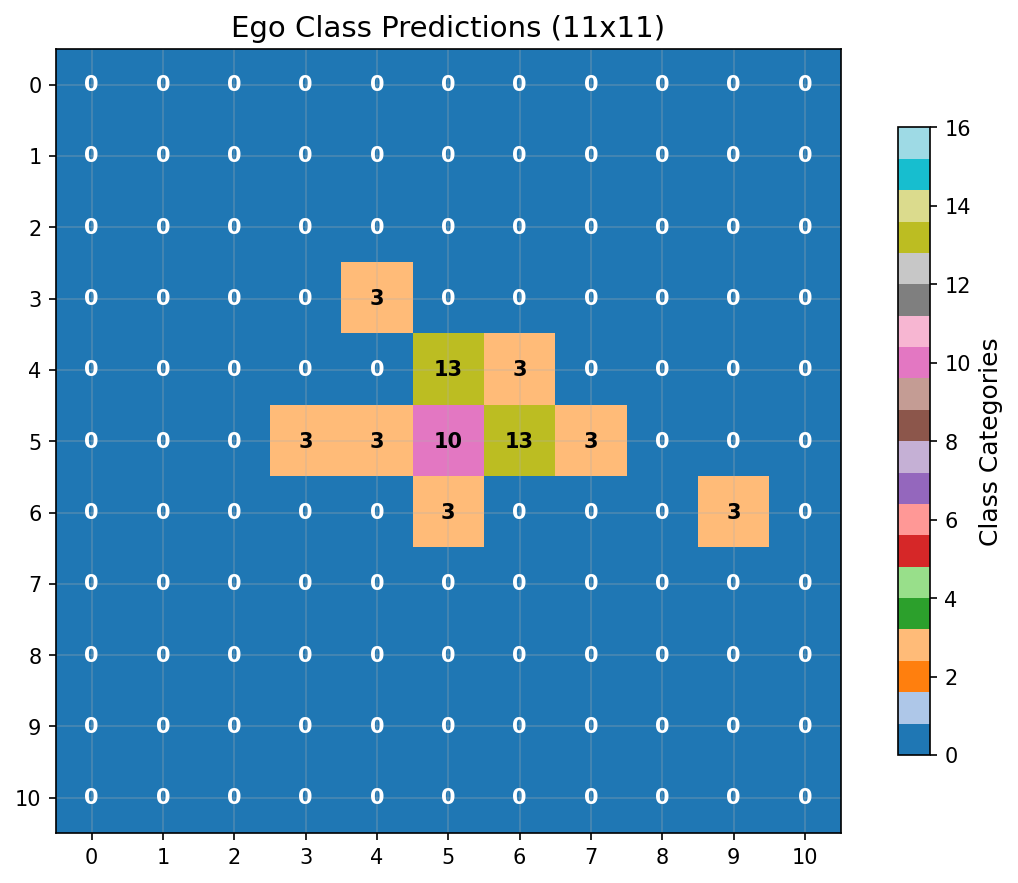 Ego Class Predictions (11x11)
0 0 0 0 0 0 0 0 0 0 0 0
1 0 0 0 0 0 0 0 0 0 0 0
2 0 0 0 0 0 0 0 0 0 0 0
3 0 0 0 0 3 0 0 0 0 0 0
4 0 0 0 0 0 13 3 0 0 0 0
5 0 0 0 3 3 10 13 3 0 0 0
6 0 0 0 0 0 3 0 0 0 3 0
7 0 0 0 0 0 0 0 0 0 0 0
8 0 0 0 0 0 0 0 0 0 0 0
9 0 0 0 0 0 0 0 0 0 0 0
10 0 0 0 0 0 0 0 0 0 0 0
0 1 2 3 4 5 6 7 8 9 10
16
14
12
10
8
6
4
2
0
Class Categories